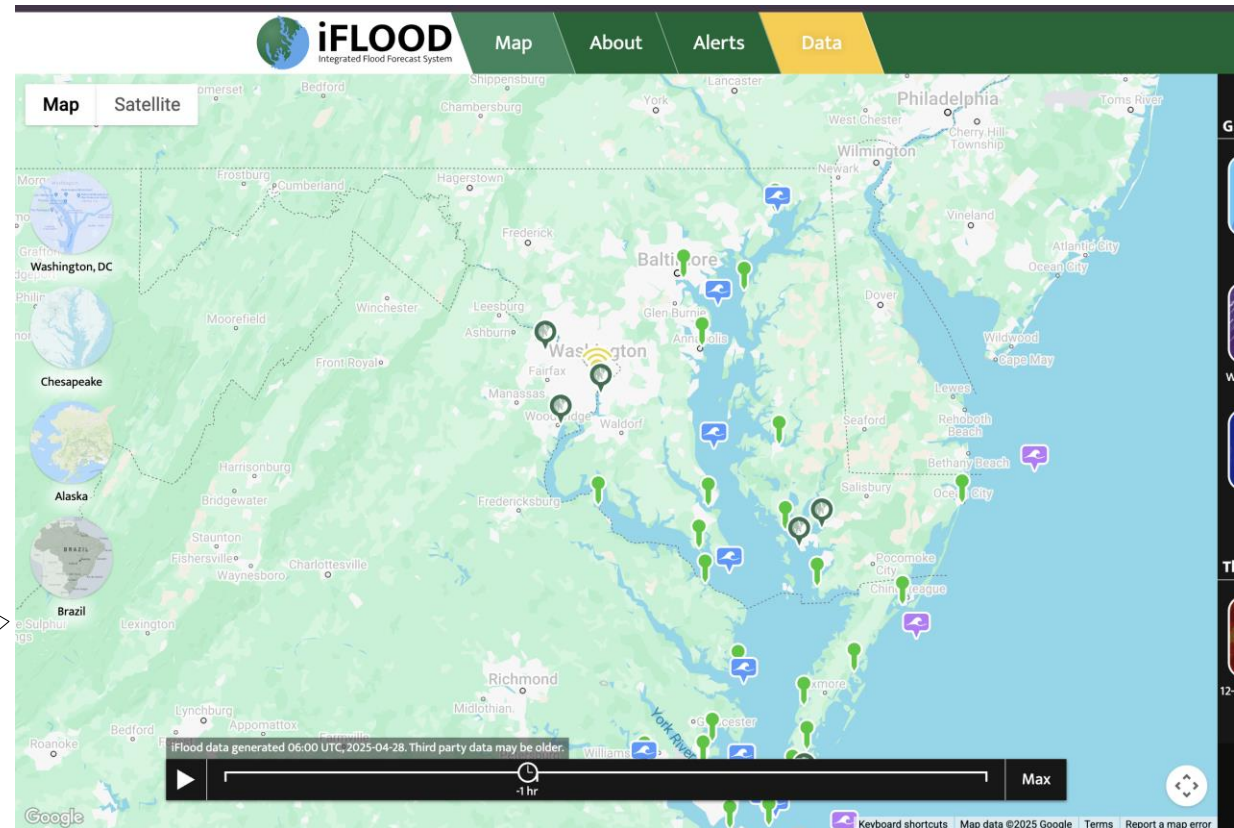 iFLOOD
Integrated Flood Forecast System
Map
About
Alerts
Data
Map
Satellite
Washington, DC
Chesapeake
Alaska
Brazil
Shippensburg
Lancaster
Bedford
Chambersburg
York
Philadelphia
Toms River
West Chester
Cherry Hill
Township
Wilmington
Newark
Frostburg
Cumberland
Hagerstown
Vineland
Frederick
Atlantic City
Ocean City
Baltimore
Dover
Winchester
Leesburg
Moorefield
Glen Burnie
Ashburn
Annapolis
Wildwood
Cape May
Washington
Front Royal
Fairfax
Manassas
Lewes
Woodbridge
Waldorf
Seaford
Rehoboth
Beach
Harrisonburg
Bethany Beach
Bridgewater
Fredericksburg
Salisbury
Ocean City
Staunton
Fishersville
Charlottesville
Waynesboro
Pocomoke
City
Chincoteague
Lexington
Richmond
Midlothian
Lynchburg
Appomattox
York River
Bedford
Roanoke
iFlood data generated 06:00 UTC, 2025-04-28. Third party data may be older.
-1 hr
Max
Google
Keyboard shortcuts
Map data ©2025 Google
Terms
Report a map error